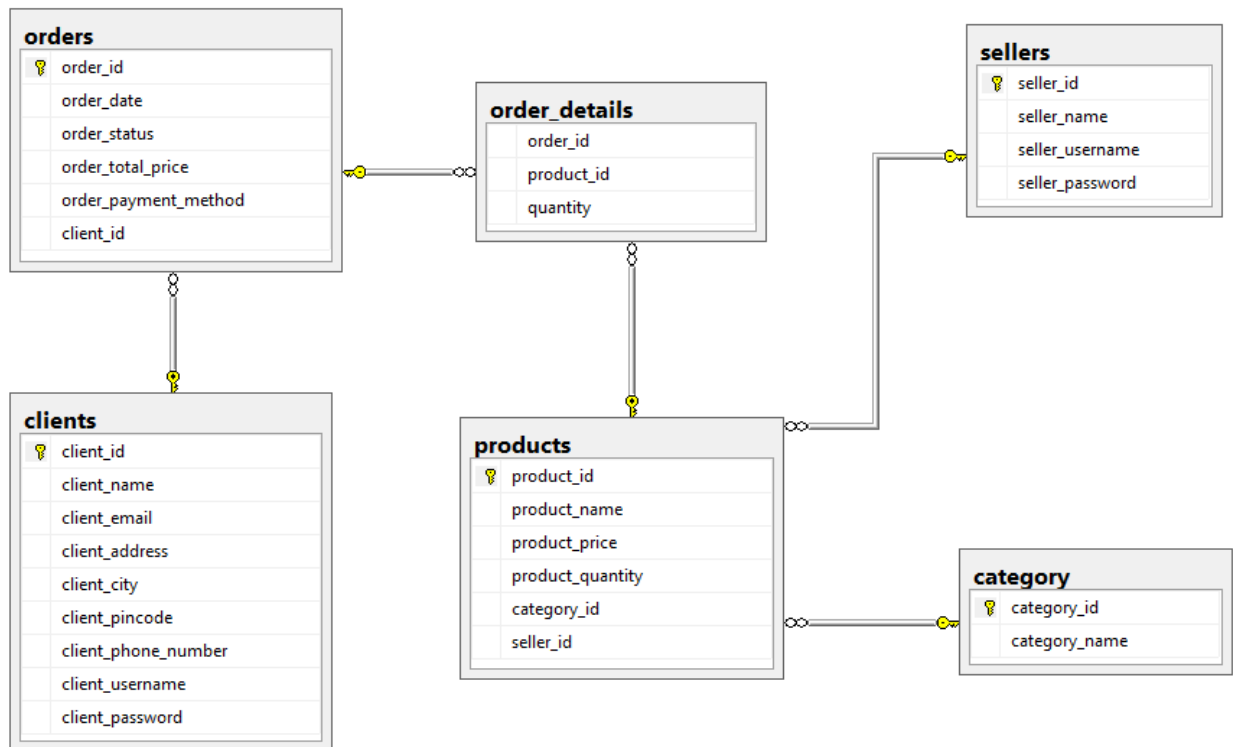 orders
order_id
order_date
order_status
order_total_price
order_payment_method
client_id
order_details
order_id
product_id
quantity
sellers
seller_id
seller_name
seller_username
seller_password
clients
client_id
client_name
client_email
client_address
client_city
client_pincode
client_phone_number
client_username
client_password
products
product_id
product_name
product_price
product_quantity
category_id
seller_id
category
category_id
category_name